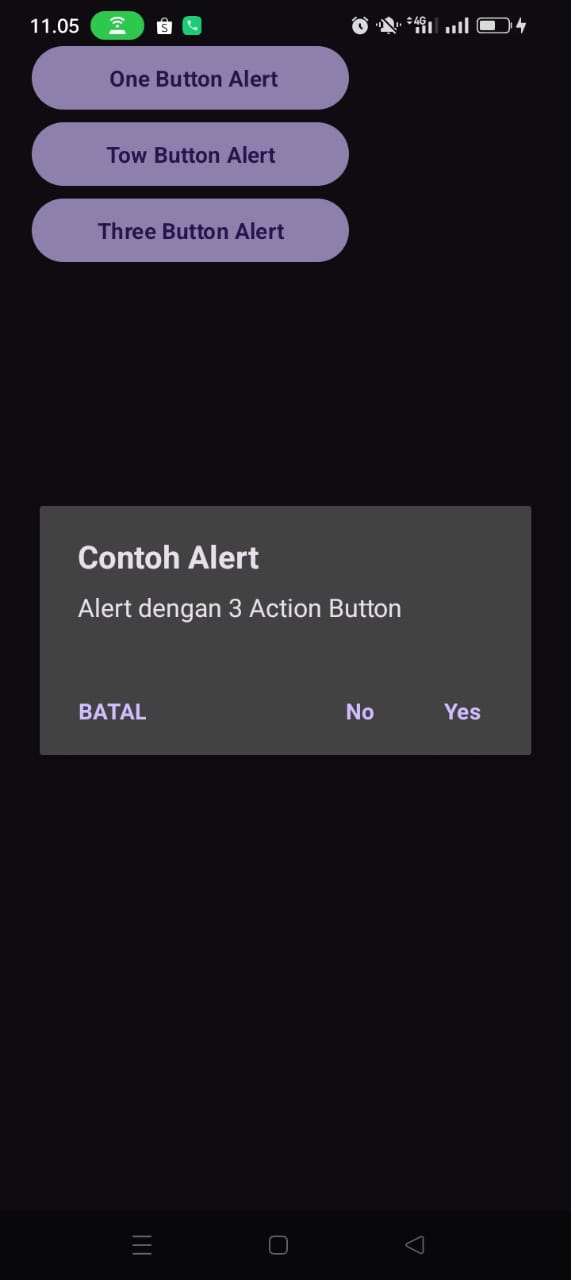 11.05
4G
One Button Alert
Tow Button Alert
Three Button Alert
Contoh Alert
Alert dengan 3 Action Button
BATAL No Yes